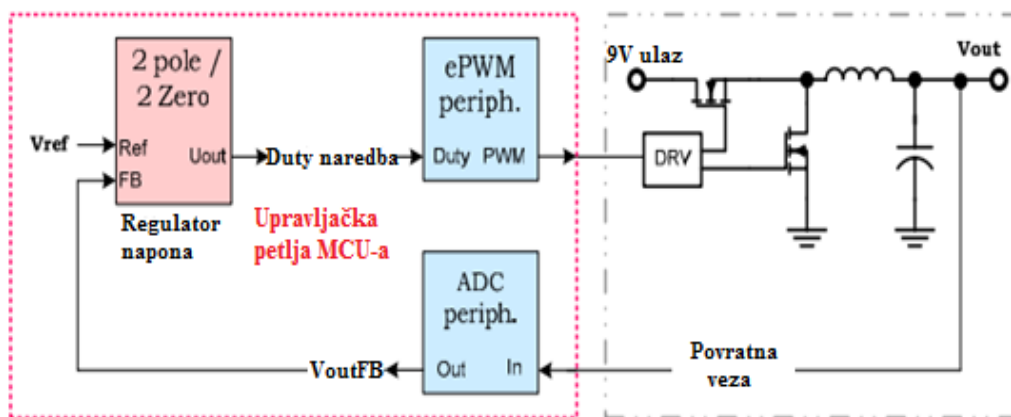 2 pole /
2 Zero
Vref
Ref
FB
Uout
Regulator
napona
Duty naredba
Upravljačka
petlja MCU-a
ePWM
periph.
Duty PWM
ADC
periph.
Out In
VoutFB
9V ulaz
Vout
DRV
Povratna
veza